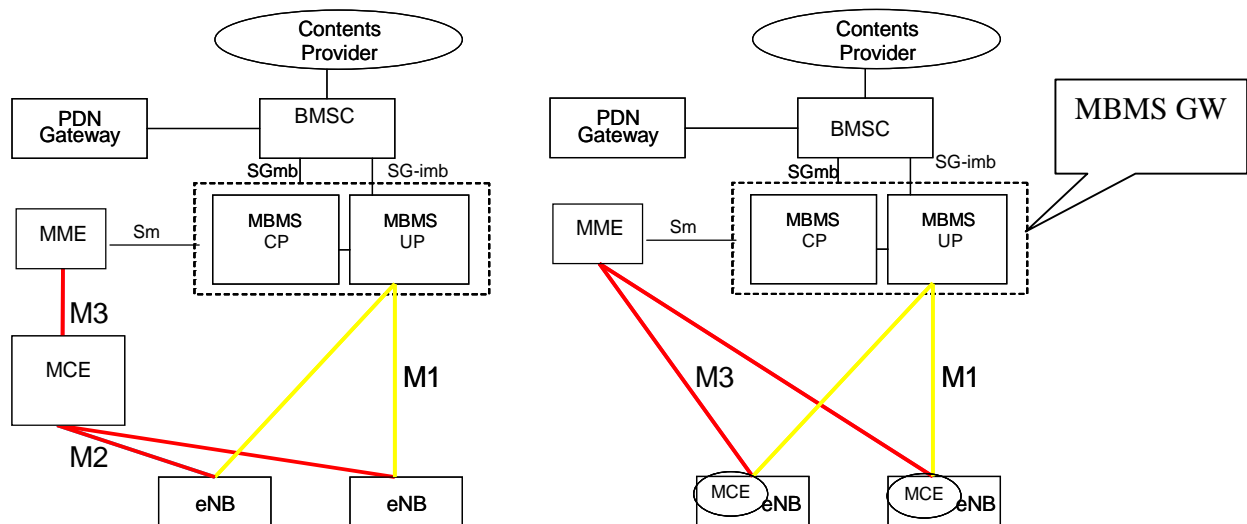 Contents
Provider
PDN
Gateway
BMSC
SGmb
SG-imb
MBMS
CP
MBMS
UP
MME
Sm
M3
MCE
M1
M2
eNB
eNB
Contents
Provider
MBMS GW
PDN
Gateway
BMSC
SGmb
SG-imb
MBMS
CP
MBMS
UP
MME
Sm
M3
M1
MCE
eNB
MCE
eNB